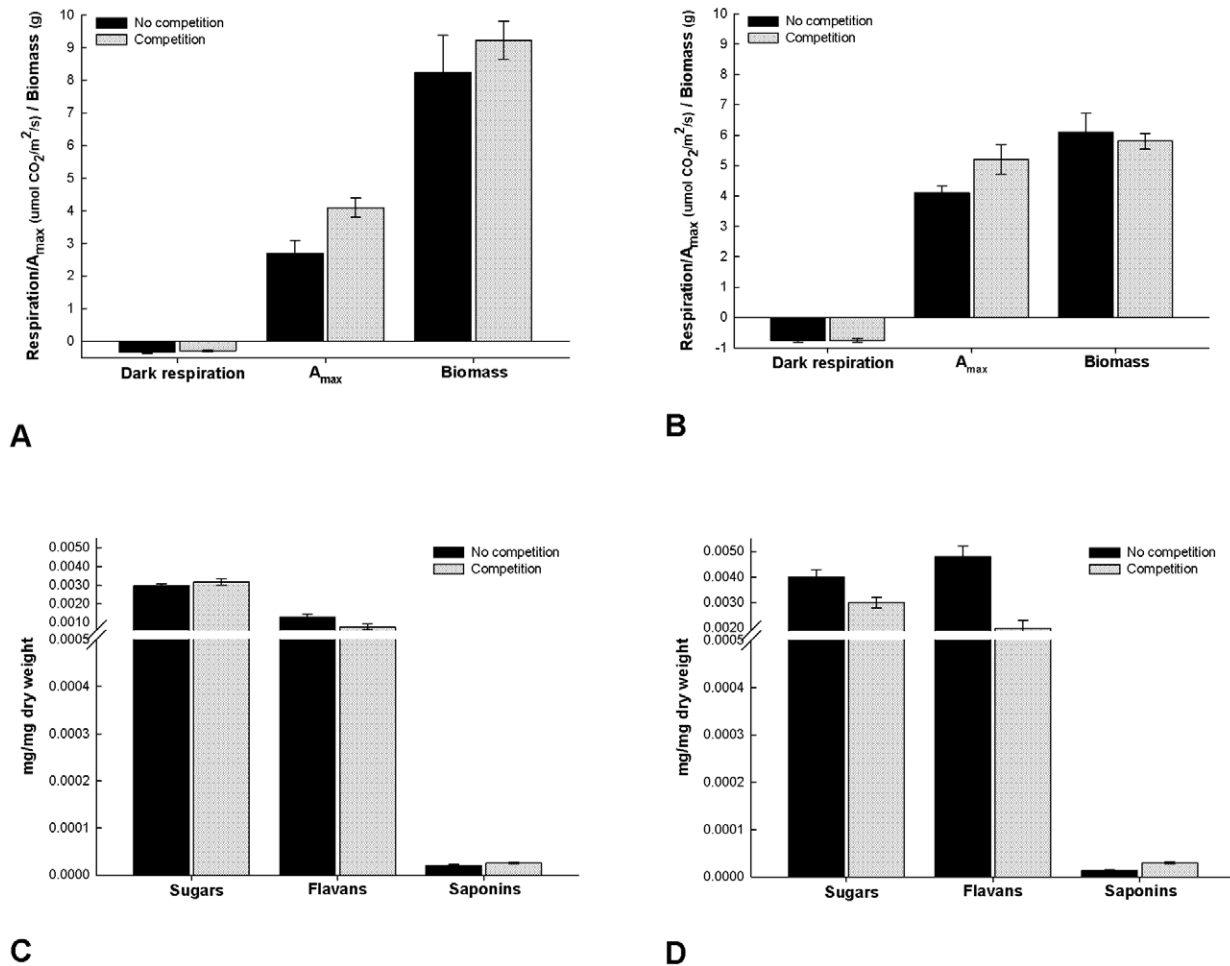 No competition
Competition
Respiration/Amax (umol CO2/m2/s) / Biomass (g)
10
9
8
7
6
5
4
3
2
1
0
Dark respiration Amax Biomass
A
No competition
Competition
Respiration/Amax (umol CO2/m2/s) / Biomass (g)
10
9
8
7
6
5
4
3
2
1
0
-1
Dark respiration Amax Biomass
B
No competition
Competition
mg/mg dry weight
0.0050
0.0030
0.0020
0.0010
0.0005
0.0004
0.0003
0.0002
0.0001
0.0000
Sugars Flavans Saponins
C
No competition
Competition
mg/mg dry weight
0.0050
0.0040
0.0030
0.0020
0.0005
0.0004
0.0003
0.0002
0.0001
0.0000
Sugars Flavans Saponins
D